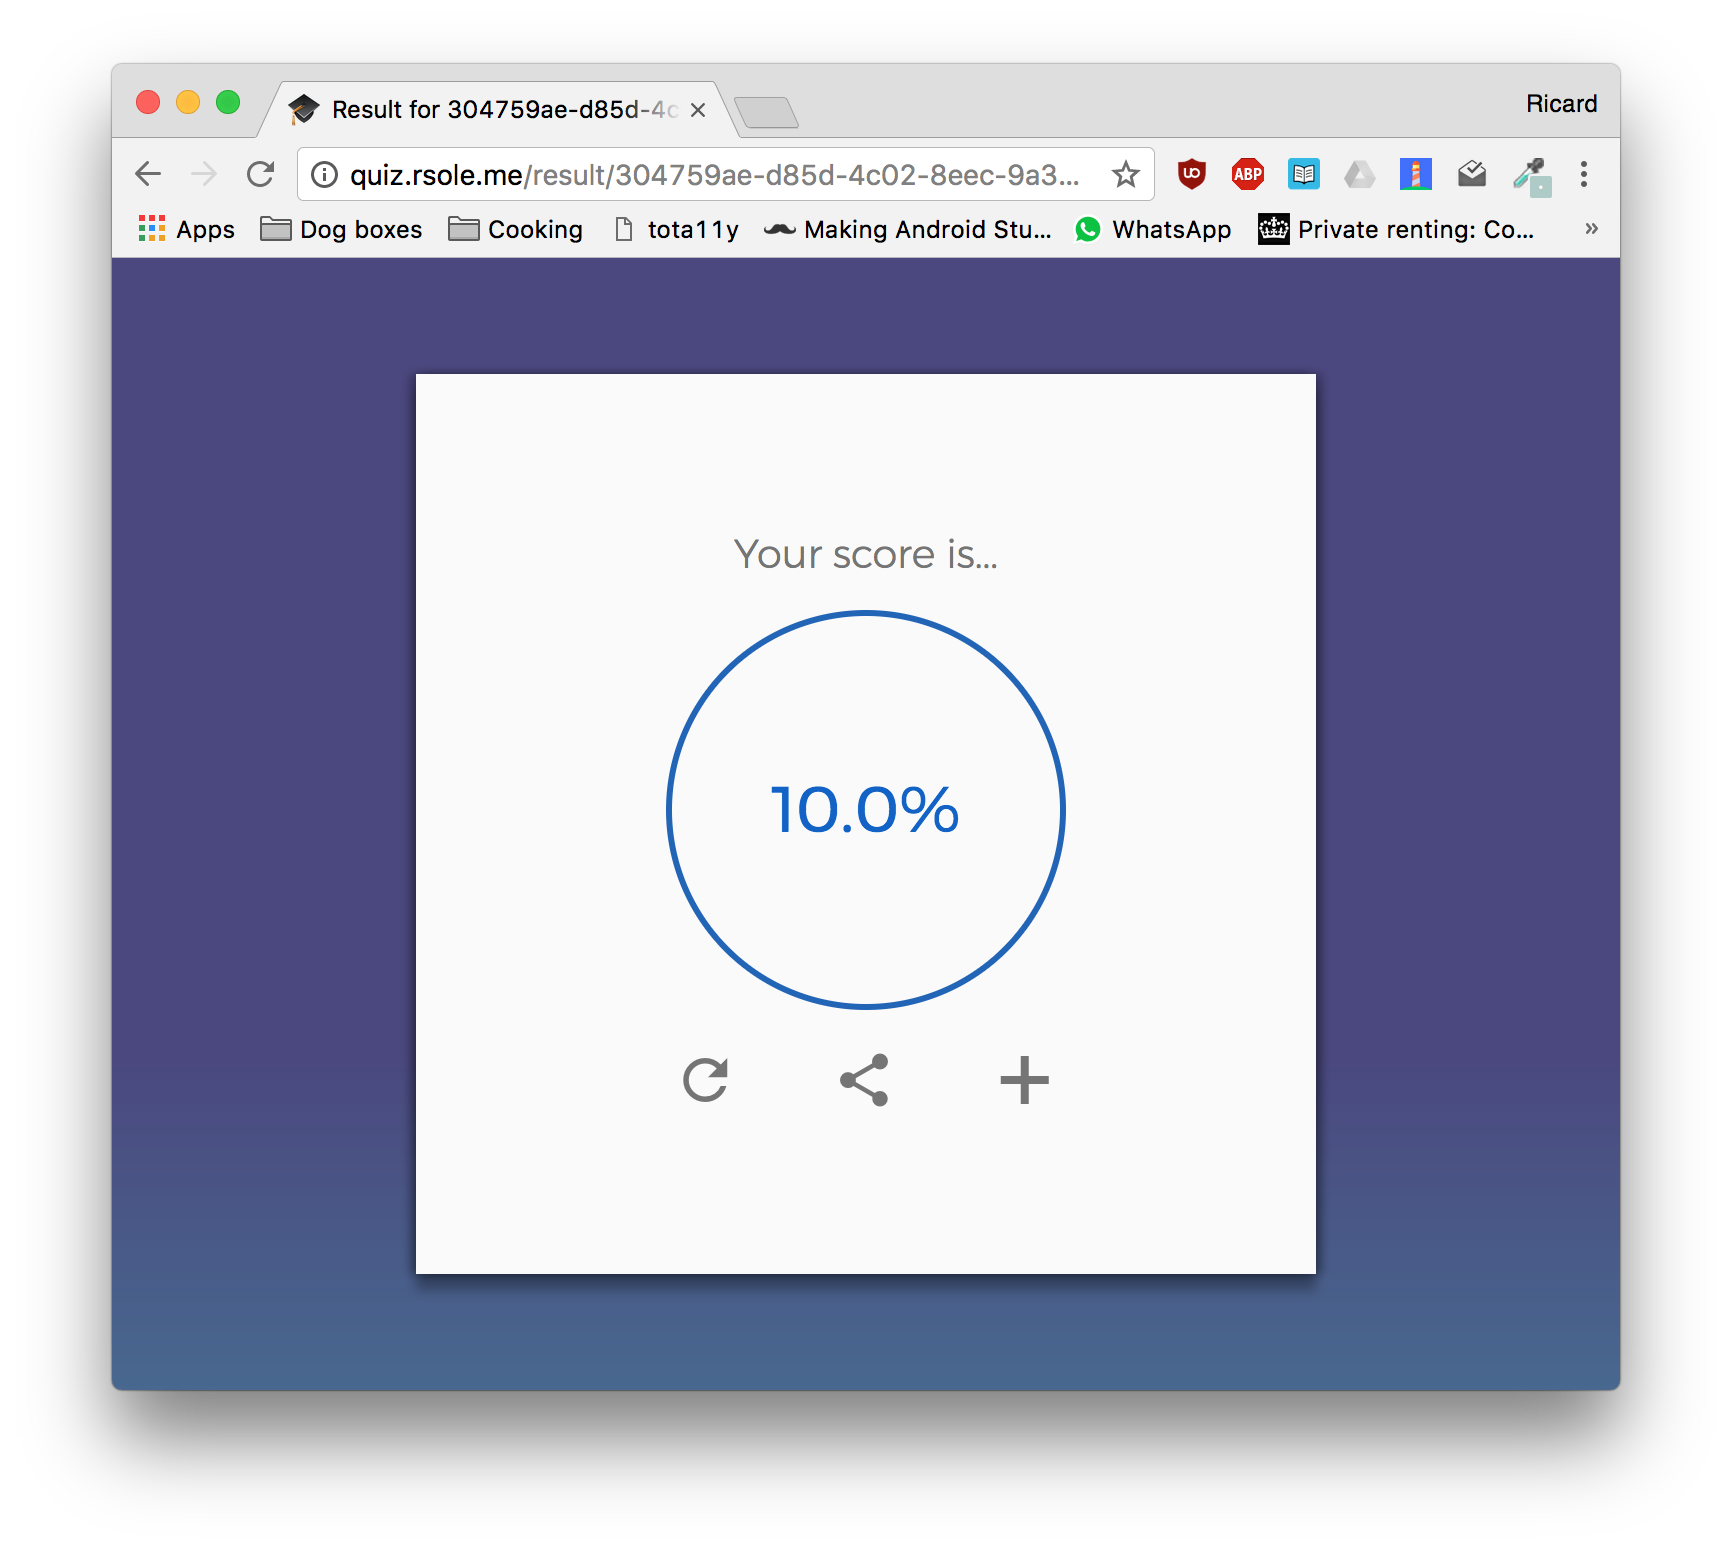 Result for 304759ae-d85d-4c
Ricard
quiz.rsole.me/result/304759ae-d85d-4c02-8eec-9a3...
UO
ABP
Apps Dog boxes Cooking tota11y Making Android Stu... WhatsApp Private renting: Co... »
Your score is...
10.0%